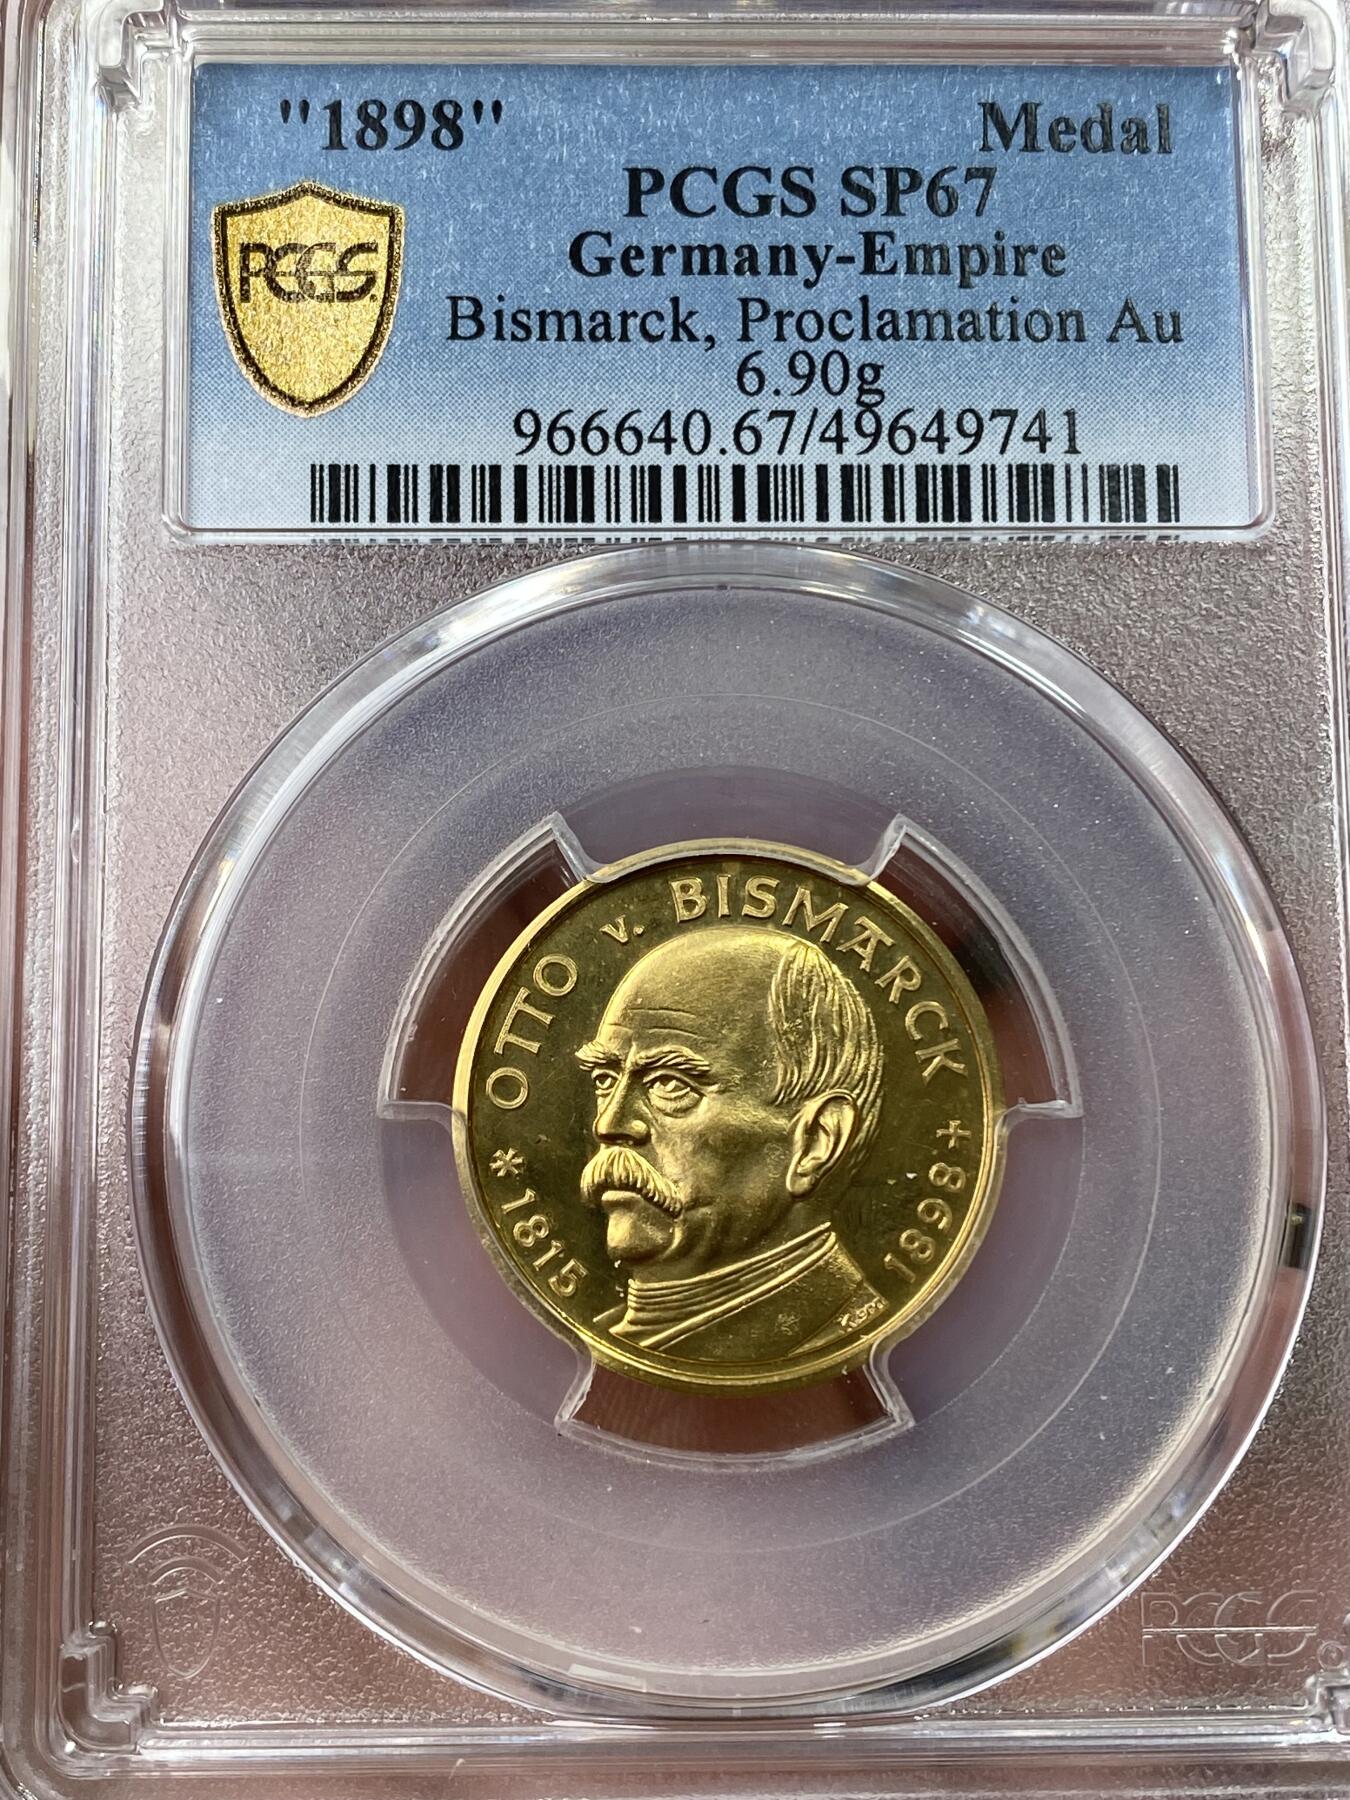 "1898" Medal
PCGS SP67
Germany-Empire
Bismarck, Proclamation Au
6.90g
966640.67/49649741
PCGS
OTTO v. BISMARCK
* 1815
1898 +
PCGS